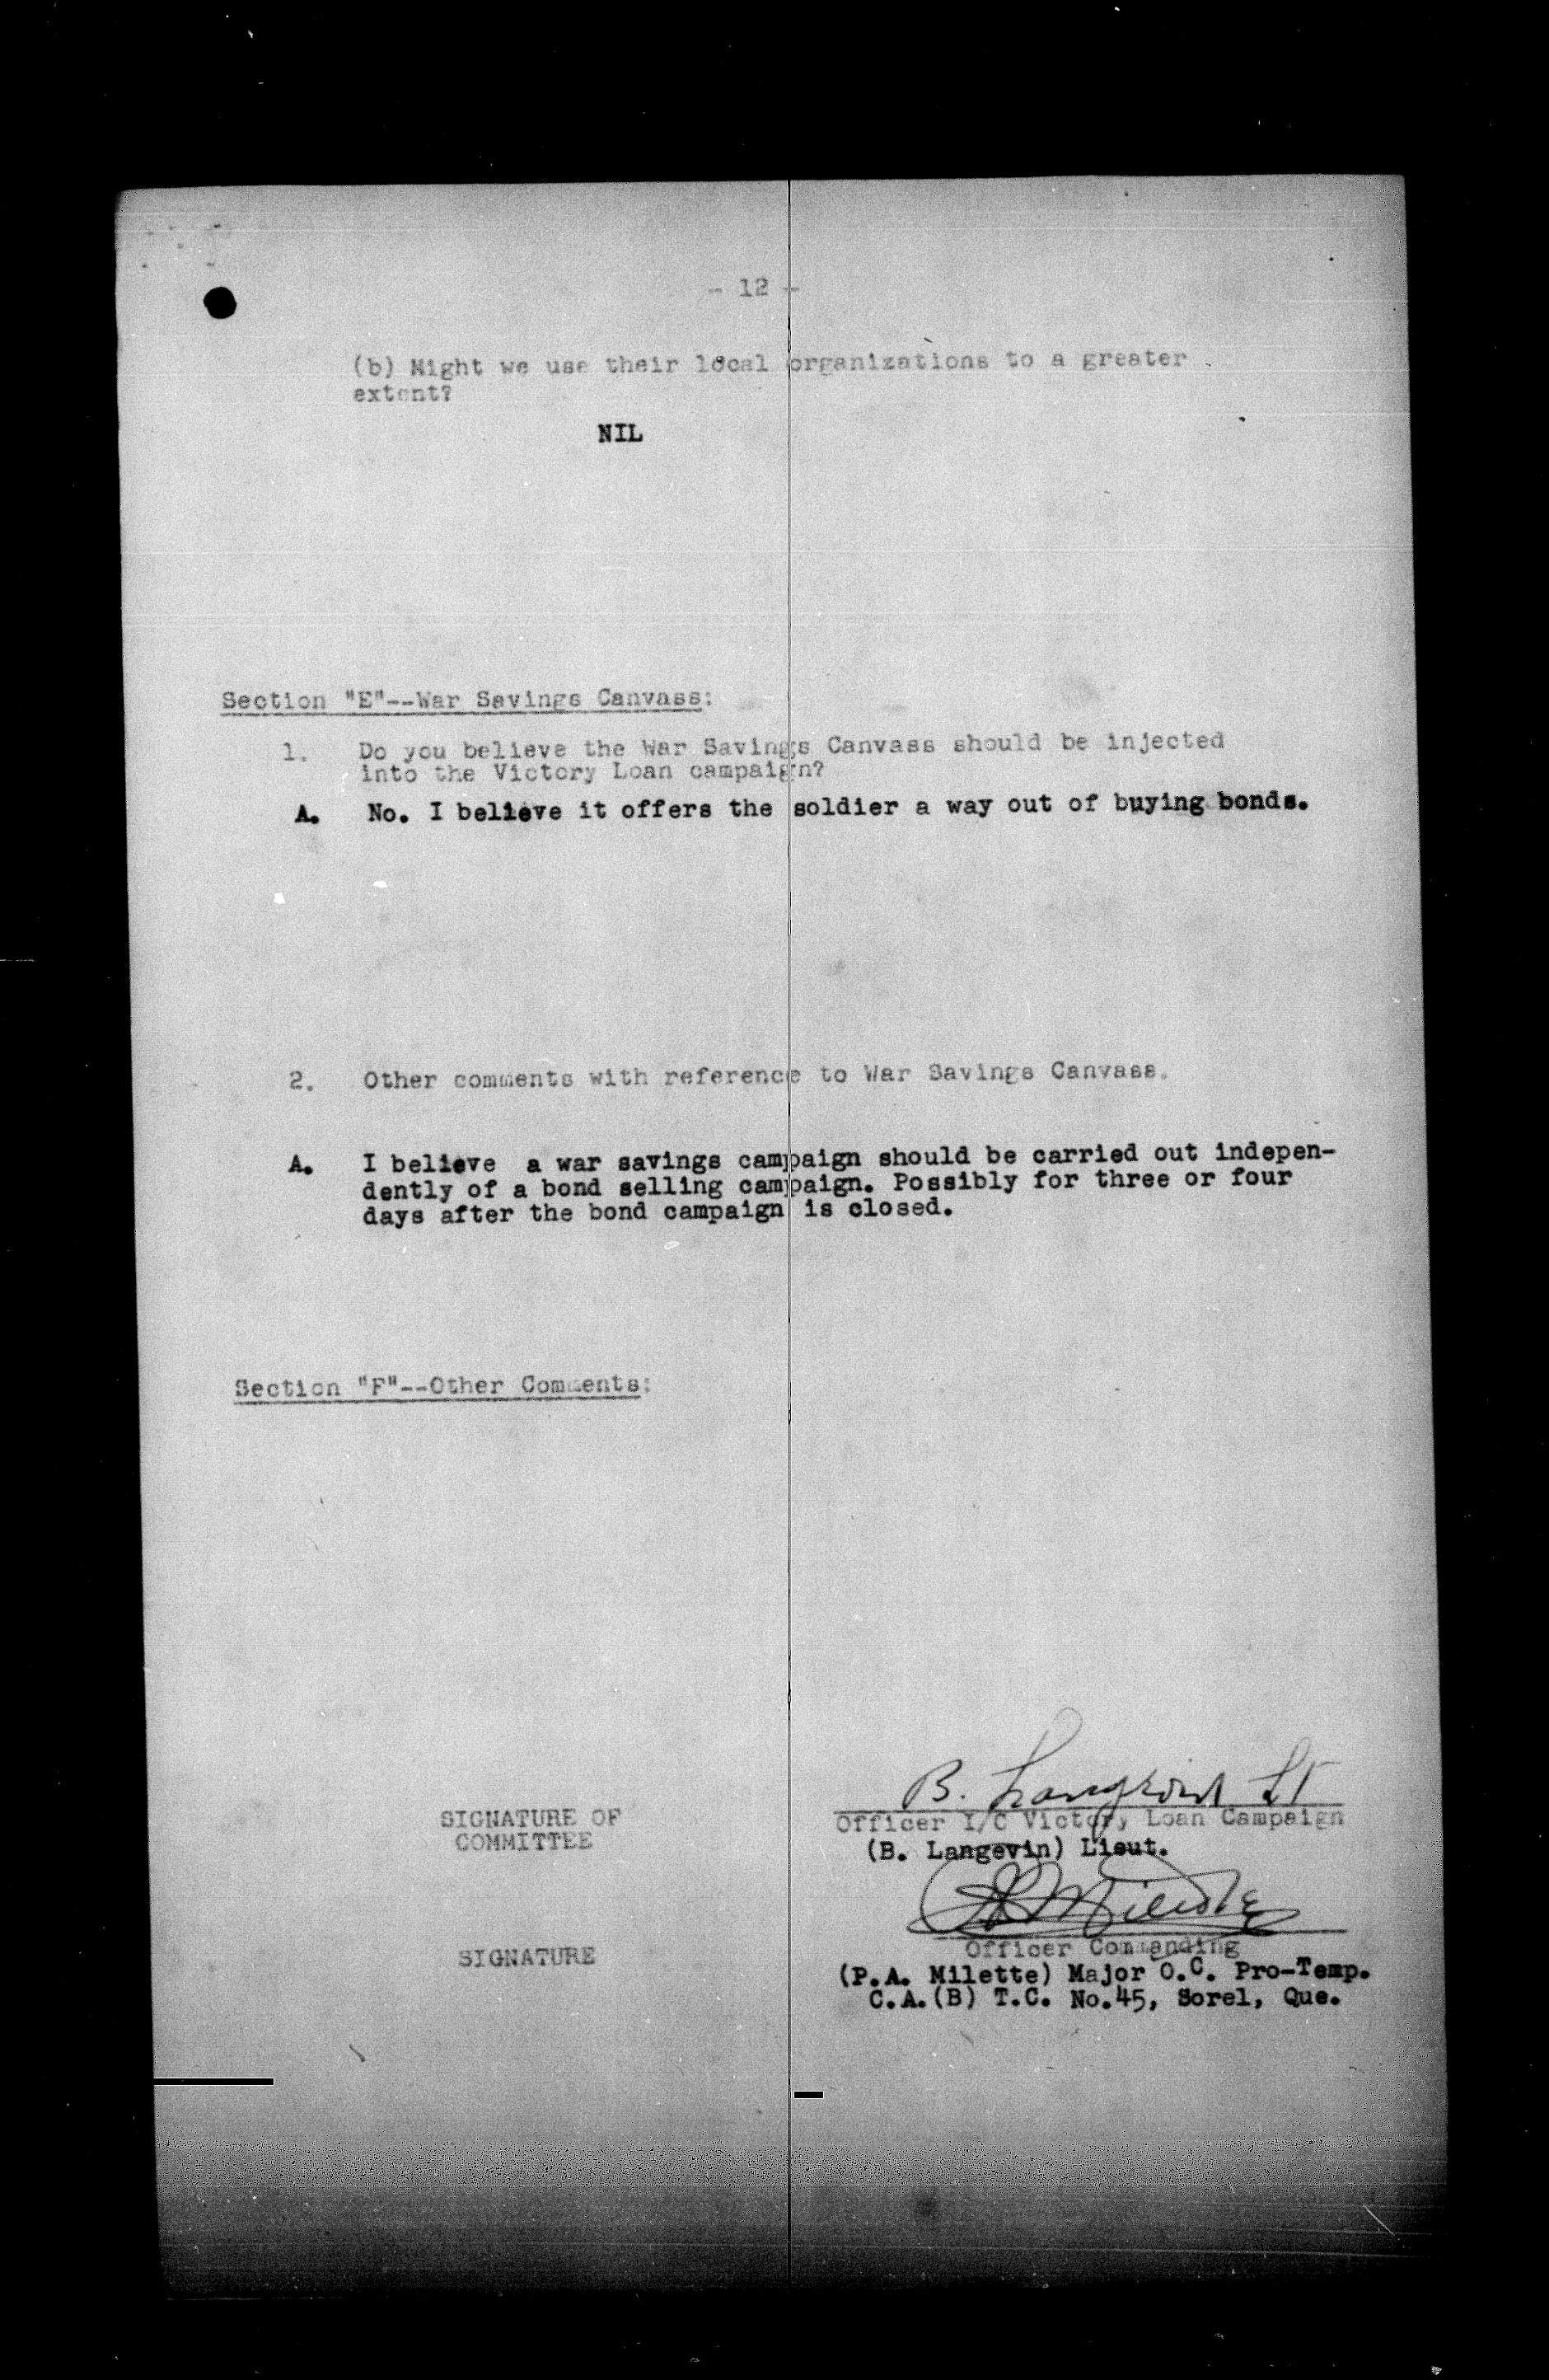 - 12 -
(b) Might we use their local organizations to a greater
extent?
NIL
Section "E"--War Savings Canvass:
1. Do you believe the War Savings Canvass should be injected
into the Victory Loan campaign?
A. No. I believe it offers the soldier a way out of buying bonds.
2. Other comments with reference to War Savings Canvass.
A. I believe a war savings campaign should be carried out indepen-
dently of a bond selling campaign. Possibly for three or four
days after the bond campaign is closed.
Section "F"--Other Comments:
B. Langevin Lt
SIGNATURE OF Officer I/C Victory Loan Campaign
COMMITTEE (B. Langevin) Lieut.
PA Milette
SIGNATURE Officer Commanding
(P.A. Milette) Major O.C. Pro-Temp.
C.A.(B) T.C. No.45, Sorel, Que.